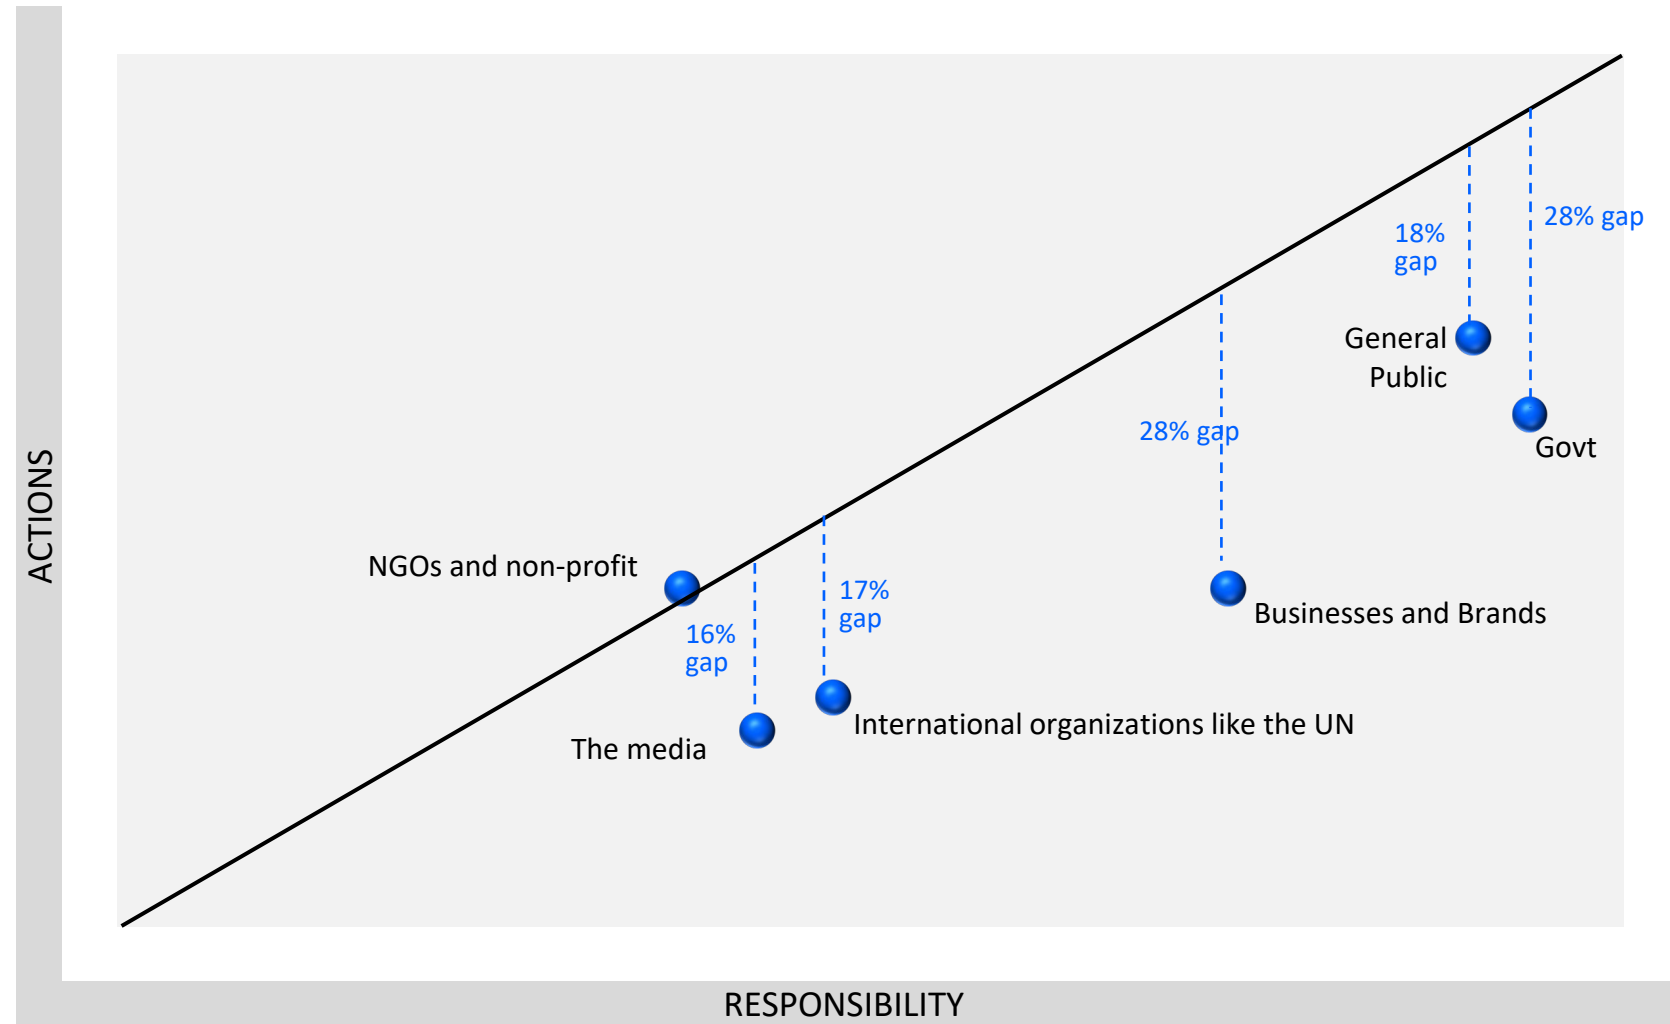 ACTIONS
28% gap
18%
gap
General
Public
Govt
28% gap
NGOs and non-profit
17%
gap
16%
gap
Businesses and Brands
International organizations like the UN
The media
RESPONSIBILITY